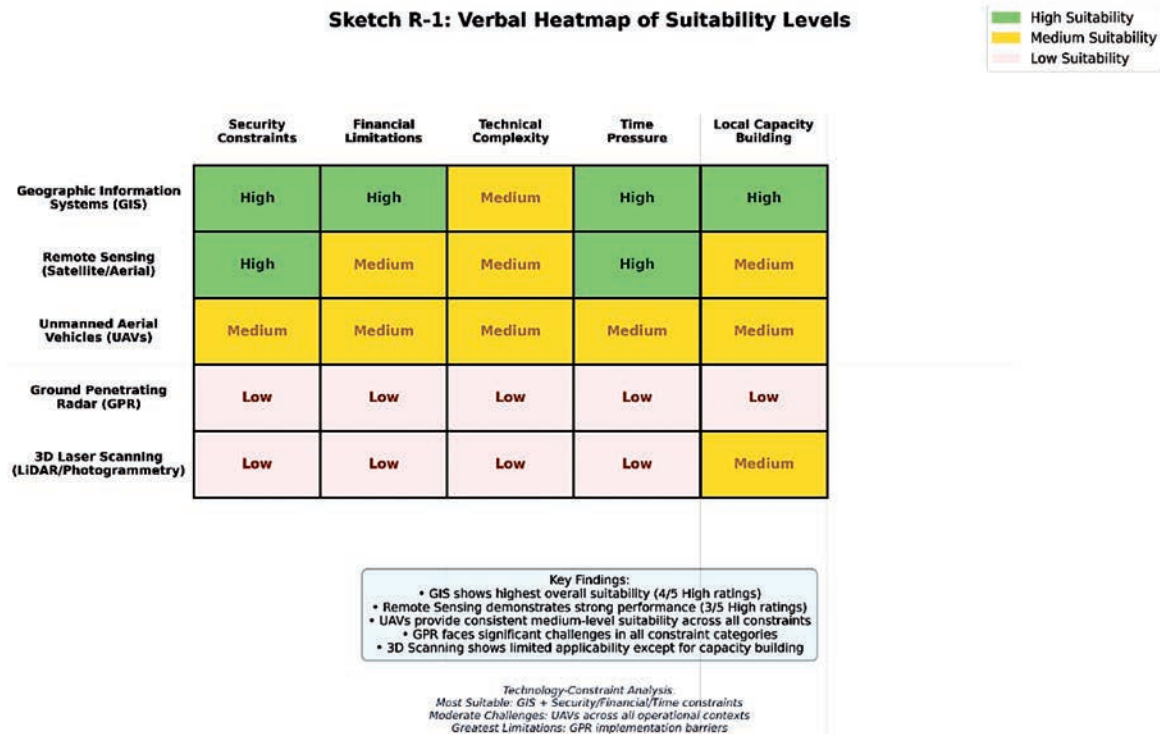 Sketch R-1: Verbal Heatmap of Suitability Levels
High Suitability
Medium Suitability
Low Suitability
Security
Constraints
Financial
Limitations
Technical
Complexity
Time
Pressure
Local Capacity
Building
Geographic Information
Systems (GIS)
High
High
Medium
High
High
Remote Sensing
(Satellite/Aerial)
High
Medium
Medium
High
Medium
Unmanned Aerial
Vehicles (UAVs)
Medium
Medium
Medium
Medium
Medium
Ground Penetrating
Radar (GPR)
Low
Low
Low
Low
Low
3D Laser Scanning
(LiDAR/Photogrammetry)
Low
Low
Low
Low
Medium
Key Findings:
• GIS shows highest overall suitability (4/5 High ratings)
• Remote Sensing demonstrates strong performance (3/5 High ratings)
• UAVs provide consistent medium-level suitability across all constraints
• GPR faces significant challenges in all constraint categories
• 3D Scanning shows limited applicability except for capacity building
Technology-Constraint Analysis:
Most Suitable: GIS + Security/Financial/Time constraints
Moderate Challenges: UAVs across all operational contexts
Greatest Limitations: GPR implementation barriers